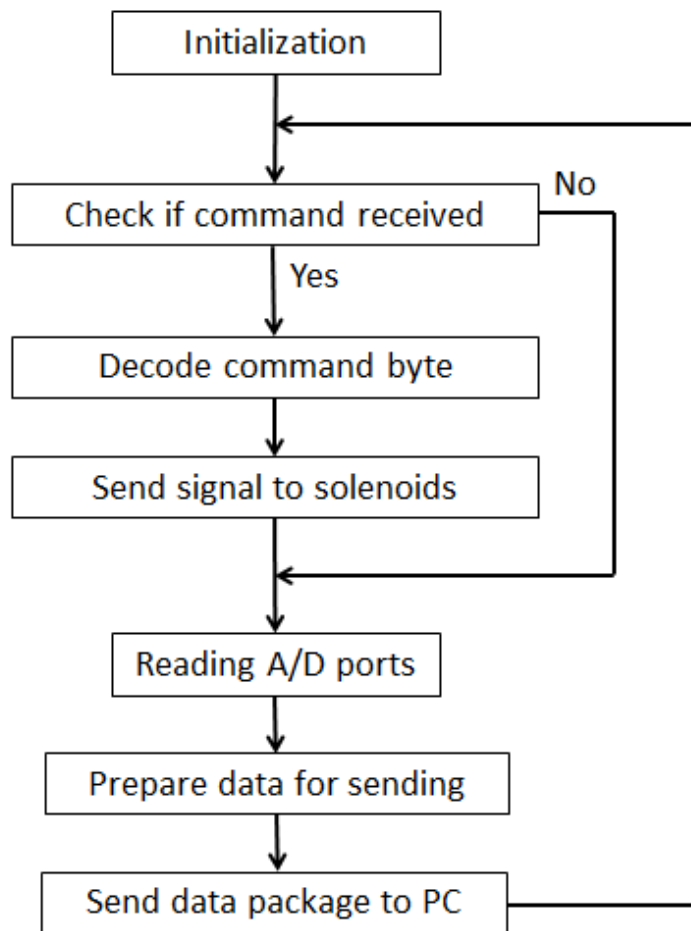 Initialization
Check if command received
No
Yes
Decode command byte
Send signal to solenoids
Reading A/D ports
Prepare data for sending
Send data package to PC